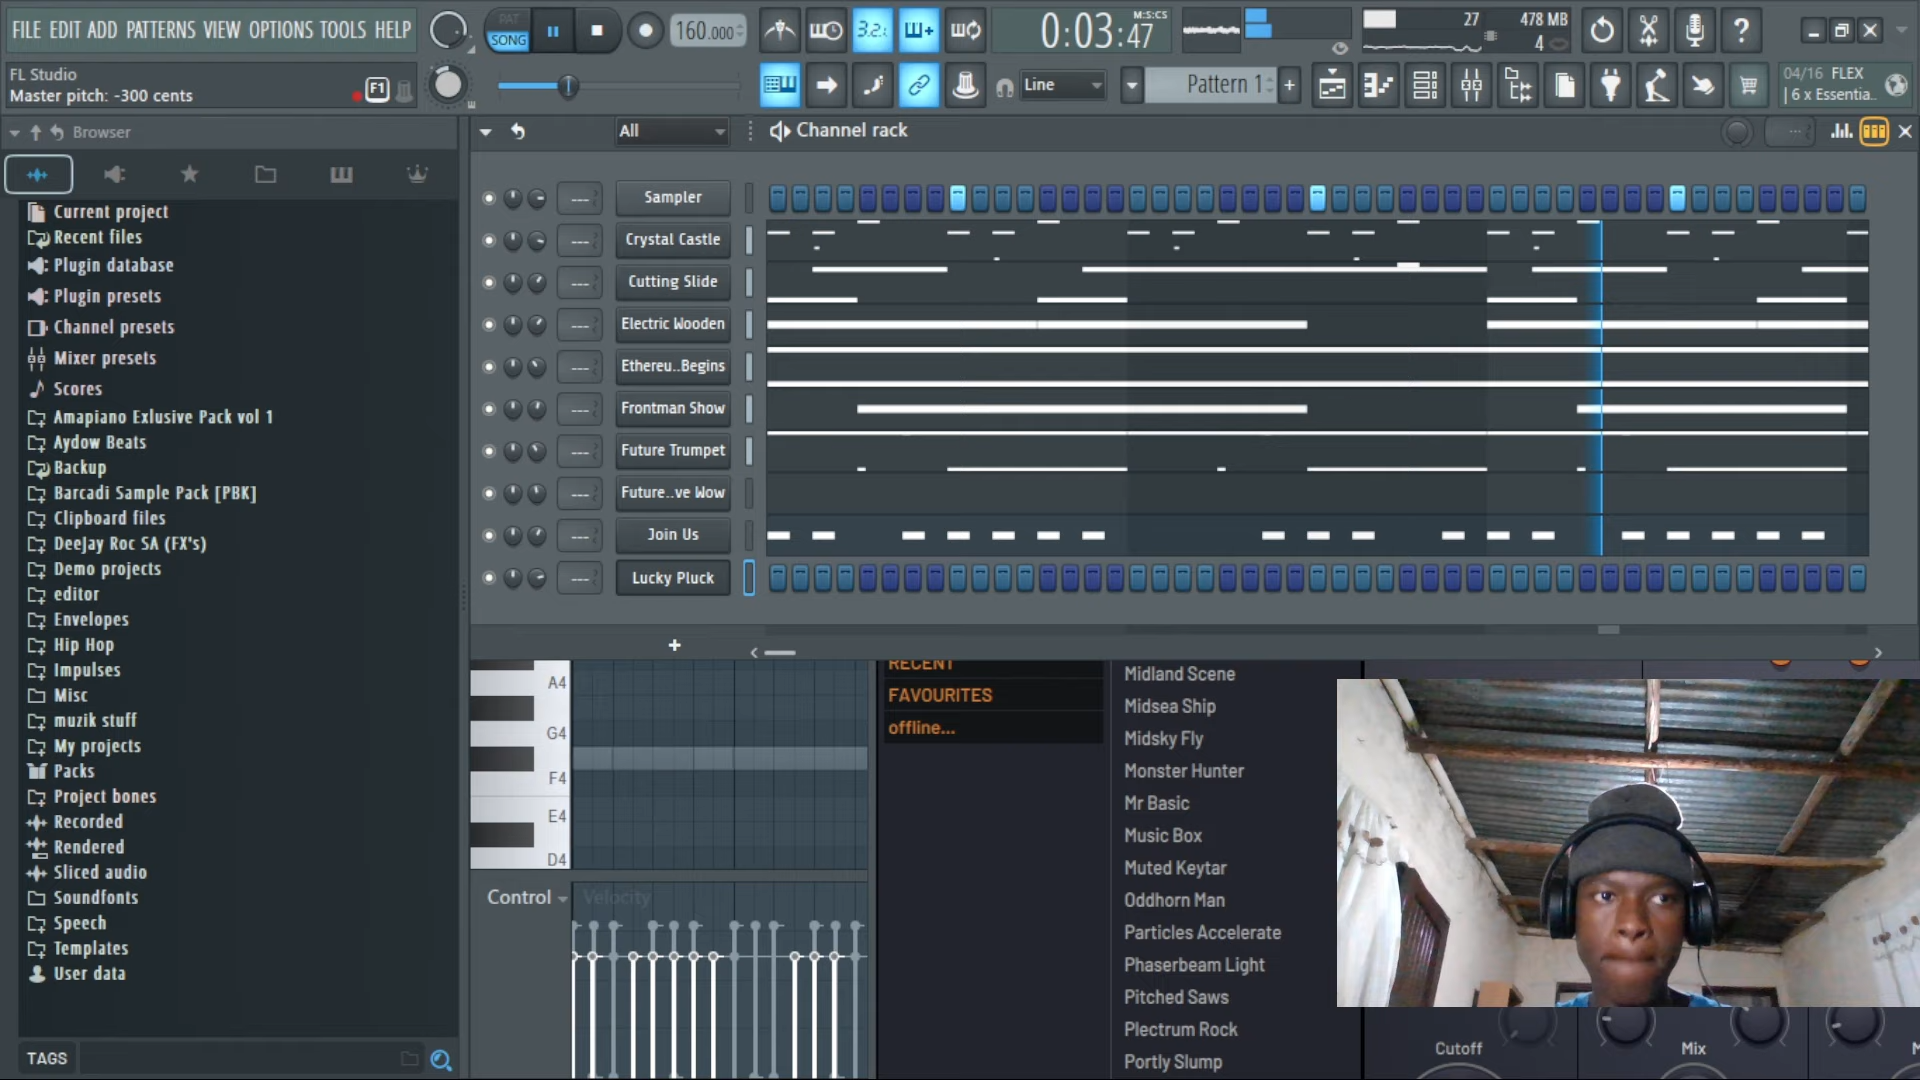 FILE EDIT ADD PATTERNS VIEW OPTIONS TOOLS HELP
PAT
SONG
160.000
3.2.
0:03:47
M:S:CS
27
478 MB
4
FL Studio
Master pitch: -300 cents
F1
Line
Pattern 1
04/16 FLEX
| 6 x Essentia..
Browser
All
Channel rack
Current project
Recent files
Plugin database
Plugin presets
Channel presets
Mixer presets
Scores
Amapiano Exlusive Pack vol 1
Aydow Beats
Backup
Barcadi Sample Pack [PBK]
Clipboard files
DeeJay Roc SA (FX's)
Demo projects
editor
Envelopes
Hip Hop
Impulses
Misc
muzik stuff
My projects
Packs
Project bones
Recorded
Rendered
Sliced audio
Soundfonts
Speech
Templates
User data
TAGS
Sampler
Crystal Castle
Cutting Slide
Electric Wooden
Ethereu..Begins
Frontman Show
Future Trumpet
Future..ve Wow
Join Us
Lucky Pluck
A4
G4
F4
E4
D4
Control
Velocity
RECENT
FAVOURITES
offline...
Midland Scene
Midsea Ship
Midsky Fly
Monster Hunter
Mr Basic
Music Box
Muted Keytar
Oddhorn Man
Particles Accelerate
Phaserbeam Light
Pitched Saws
Plectrum Rock
Portly Slump
Cutoff
Mix